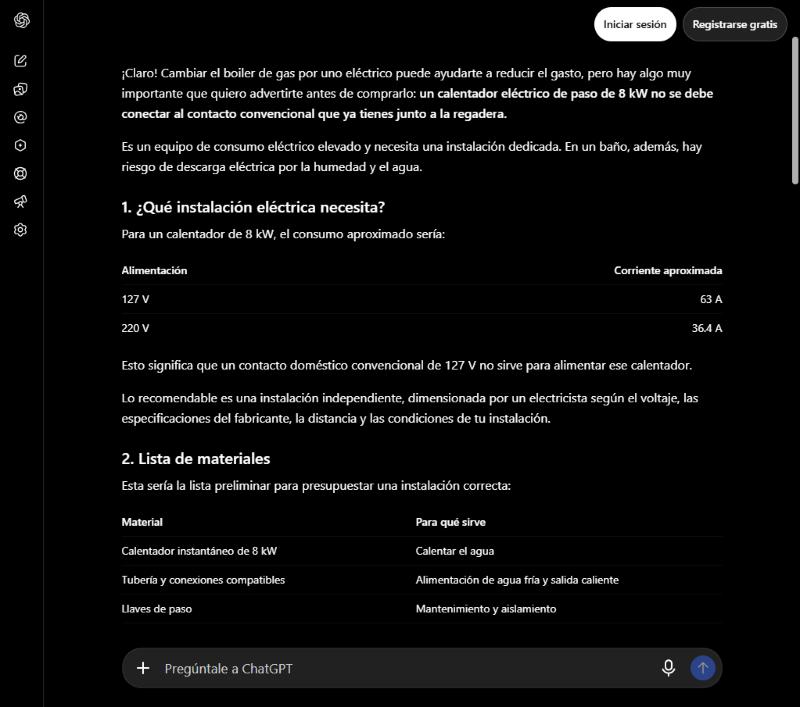 Iniciar sesión
Registrarse gratis
¡Claro! Cambiar el boiler de gas por uno eléctrico puede ayudarte a reducir el gasto, pero hay algo muy
importante que quiero advertirte antes de comprarlo: un calentador eléctrico de paso de 8 kW no se debe
conectar al contacto convencional que ya tienes junto a la regadera.
Es un equipo de consumo eléctrico elevado y necesita una instalación dedicada. En un baño, además, hay
riesgo de descarga eléctrica por la humedad y el agua.
1. ¿Qué instalación eléctrica necesita?
Para un calentador de 8 kW, el consumo aproximado sería:
Alimentación Corriente aproximada
127 V 63 A
220 V 36.4 A
Esto significa que un contacto doméstico convencional de 127 V no sirve para alimentar ese calentador.
Lo recomendable es una instalación independiente, dimensionada por un electricista según el voltaje, las
especificaciones del fabricante, la distancia y las condiciones de tu instalación.
2. Lista de materiales
Esta sería la lista preliminar para presupuestar una instalación correcta:
Material Para qué sirve
Calentador instantáneo de 8 kW Calentar el agua
Tubería y conexiones compatibles Alimentación de agua fría y salida caliente
Llaves de paso Mantenimiento y aislamiento
Pregúntale a ChatGPT